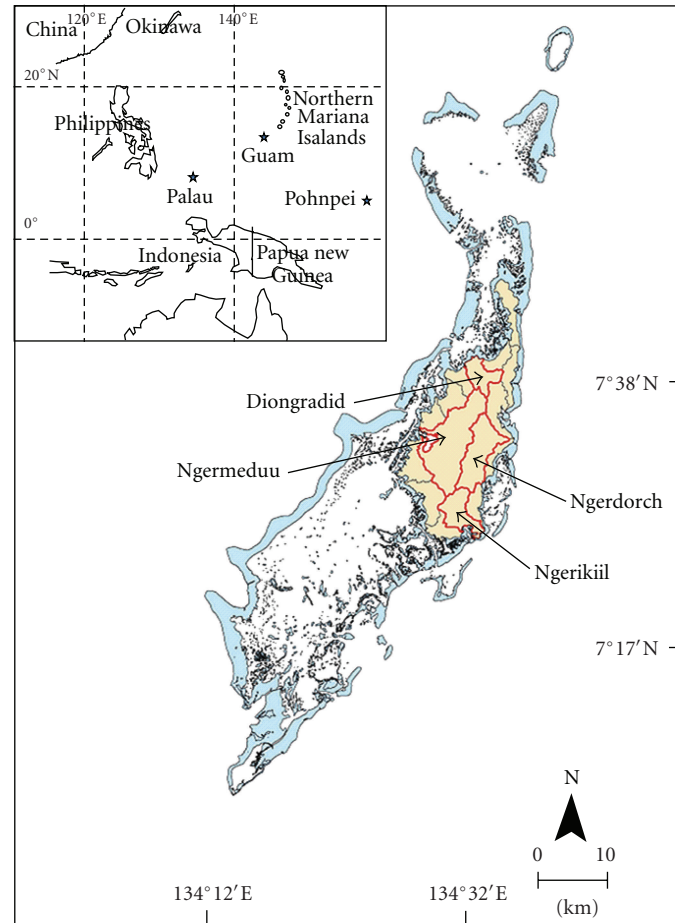 120°E
140°E
China
Okinawa
20°N
Northern
Mariana
Isalands
Philippines
Guam
Palau
Pohnpei
0°
Indonesia
Papua new
Guinea
7°38′N
Diongradid
Ngermeduu
Ngerdorch
Ngerikiil
7°17′N
N
0 10
(km)
134°12′E
134°32′E